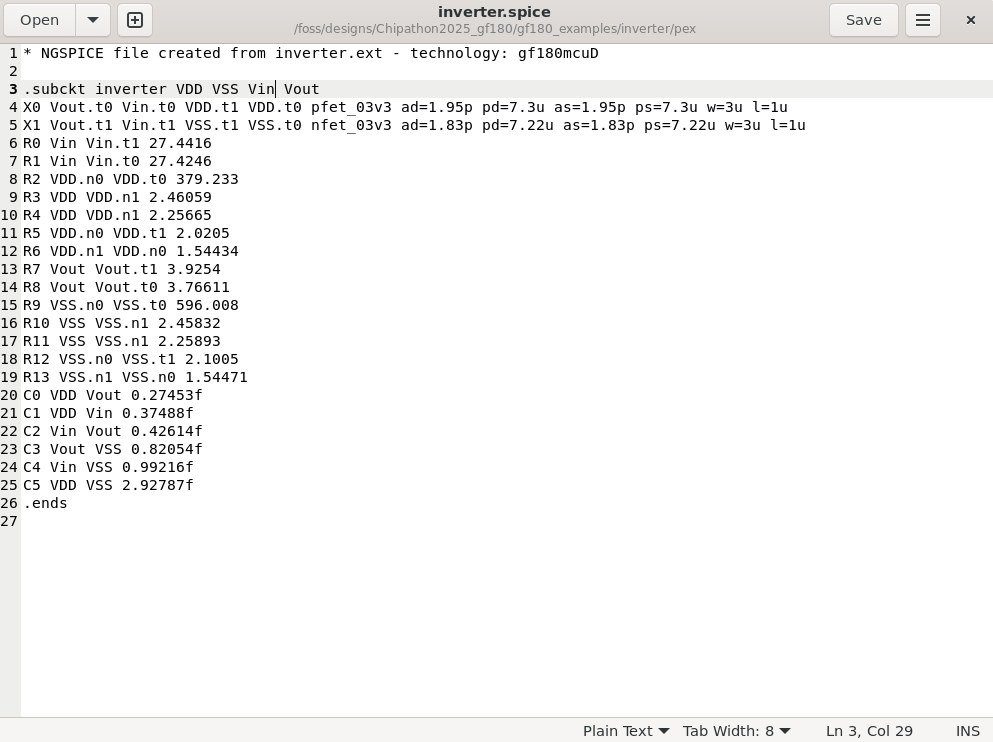 Open
inverter.spice
/foss/designs/Chipathon2025_gf180/gf180_examples/inverter/pex
Save
1 * NGSPICE file created from inverter.ext - technology: gf180mcuD
2
3 .subckt inverter VDD VSS Vin Vout
4 X0 Vout.t0 Vin.t0 VDD.t1 VDD.t0 pfet_03v3 ad=1.95p pd=7.3u as=1.95p ps=7.3u w=3u l=1u
5 X1 Vout.t1 Vin.t1 VSS.t1 VSS.t0 nfet_03v3 ad=1.83p pd=7.22u as=1.83p ps=7.22u w=3u l=1u
6 R0 Vin Vin.t1 27.4416
7 R1 Vin Vin.t0 27.4246
8 R2 VDD.n0 VDD.t0 379.233
9 R3 VDD VDD.n1 2.46059
10 R4 VDD VDD.n1 2.25665
11 R5 VDD.n0 VDD.t1 2.0205
12 R6 VDD.n1 VDD.n0 1.54434
13 R7 Vout Vout.t1 3.9254
14 R8 Vout Vout.t0 3.76611
15 R9 VSS.n0 VSS.t0 596.008
16 R10 VSS VSS.n1 2.45832
17 R11 VSS VSS.n1 2.25893
18 R12 VSS.n0 VSS.t1 2.1005
19 R13 VSS.n1 VSS.n0 1.54471
20 C0 VDD Vout 0.27453f
21 C1 VDD Vin 0.37488f
22 C2 Vin Vout 0.42614f
23 C3 Vout VSS 0.82054f
24 C4 Vin VSS 0.99216f
25 C5 VDD VSS 2.92787f
26 .ends
27
Plain Text Tab Width: 8 Ln 3, Col 29 INS